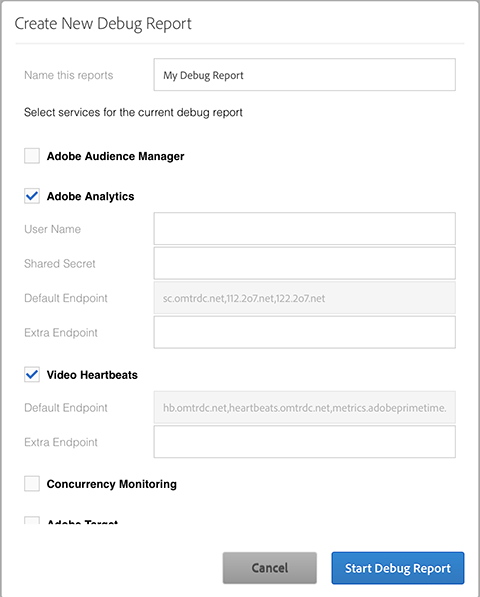 Create New Debug Report
Name this reports
My Debug Report
Select services for the current debug report
Adobe Audience Manager
Adobe Analytics
User Name
Shared Secret
Default Endpoint
sc.omtrdc.net,112.2o7.net,122.2o7.net
Extra Endpoint
Video Heartbeats
Default Endpoint
hb.omtrdc.net,heartbeats.omtrdc.net,metrics.adobeprimetime.
Extra Endpoint
Concurrency Monitoring
Adobe Target
Cancel
Start Debug Report